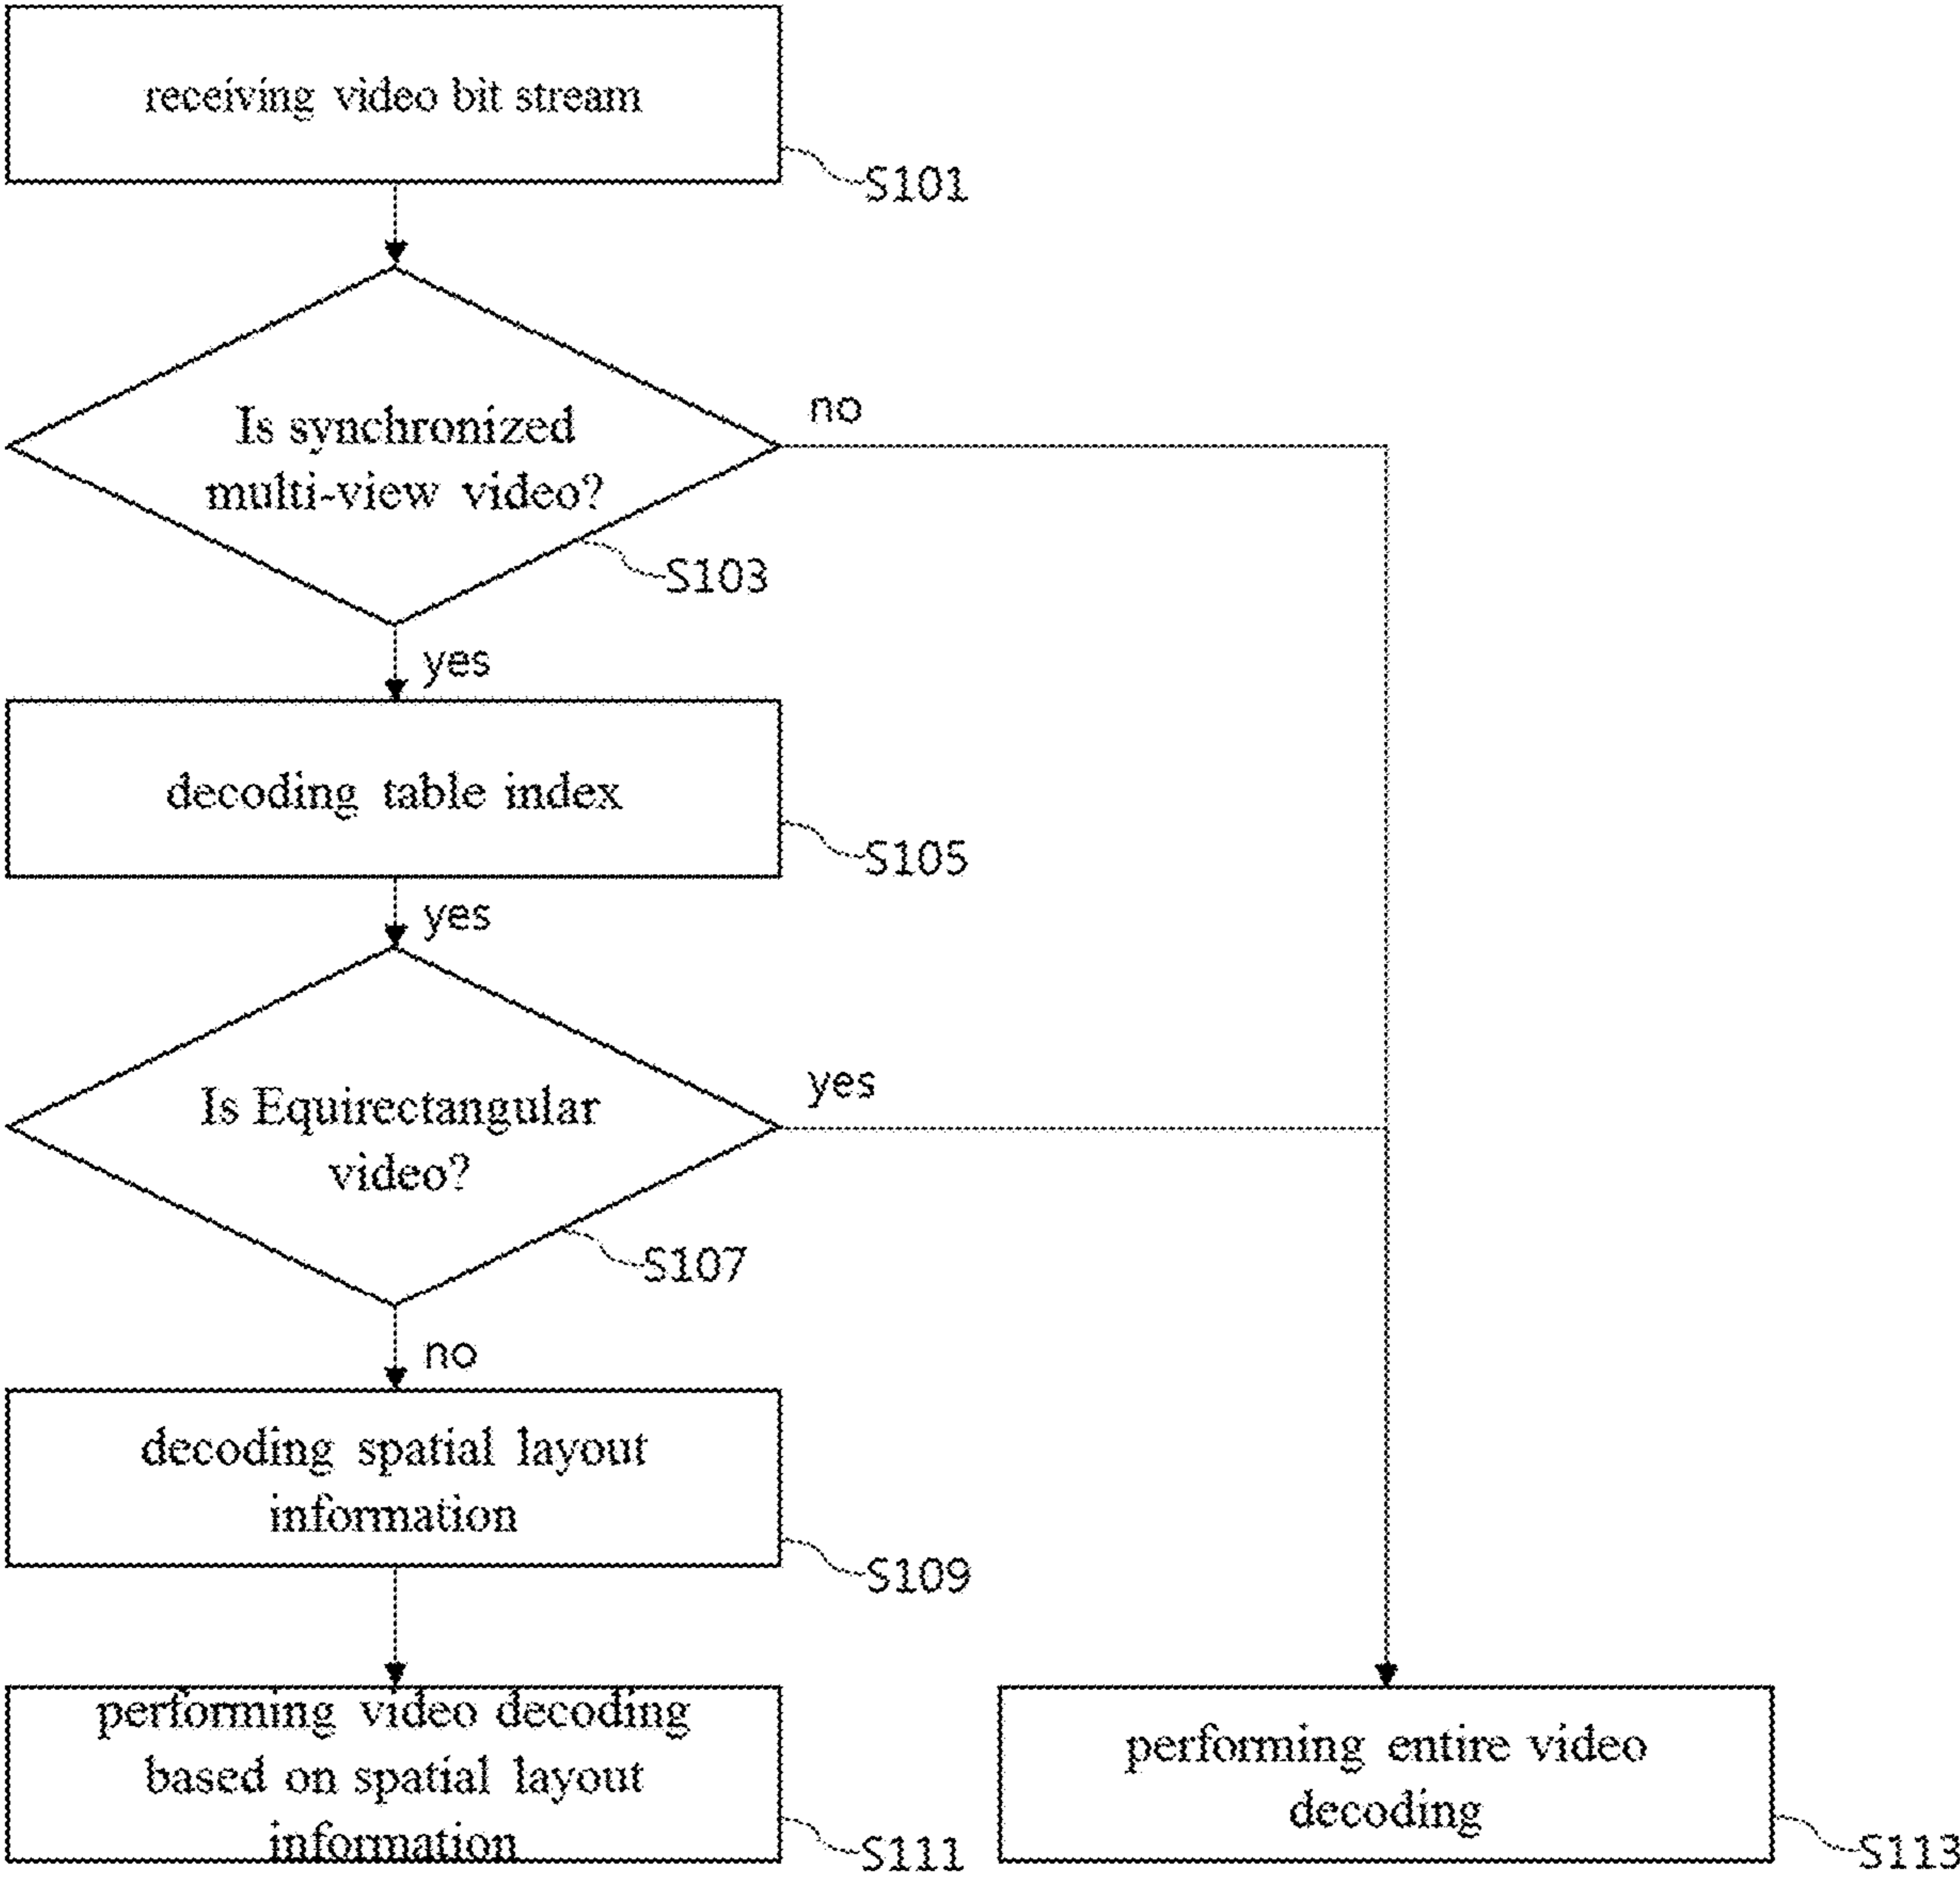 receiving video bit stream
S101
Is synchronized
multi-view video?
no
S103
yes
decoding table index
S105
yes
Is Equirectangular
video?
yes
S107
no
decoding spatial layout
information
S109
performing video decoding
based on spatial layout
information
S111
performing entire video
decoding
S113